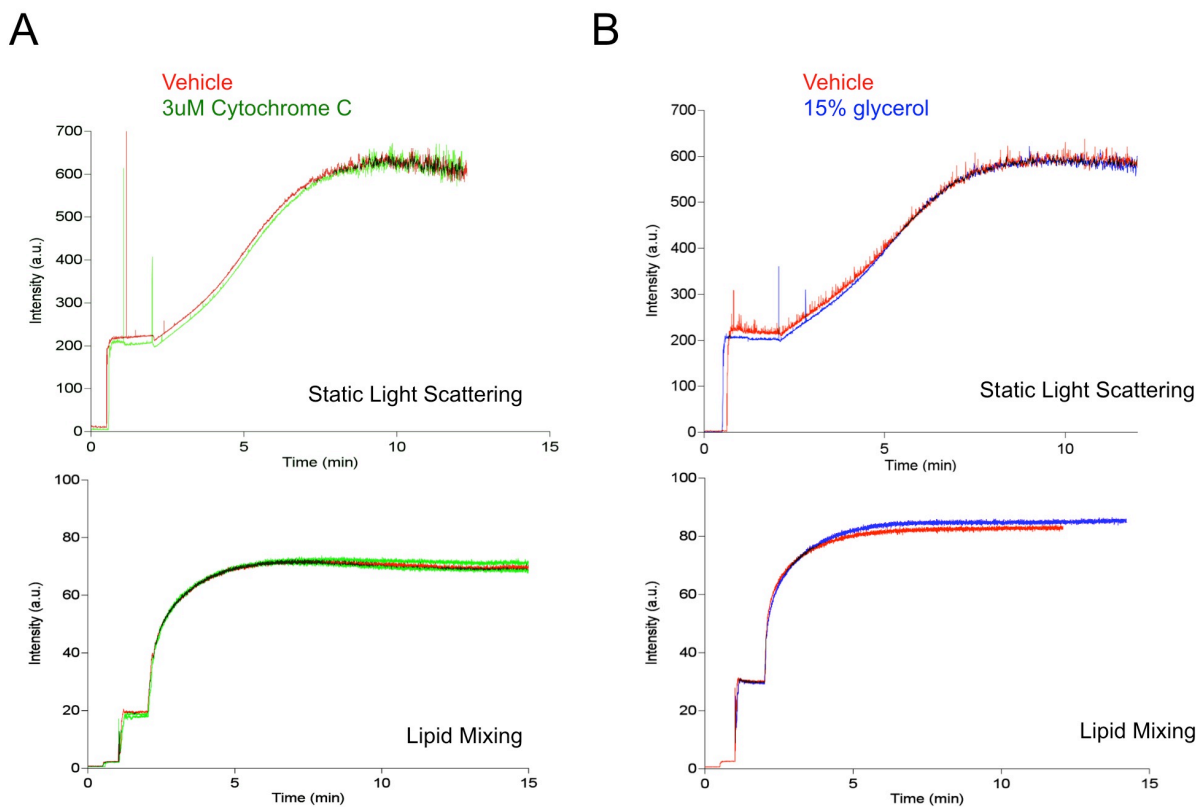 A
Vehicle
3uM Cytochrome C
700
600
500
400
300
200
100
0
Intensity (a.u.)
Static Light Scattering
0
5
10
15
Time (min)
100
80
60
40
20
0
Intensity (a.u.)
Lipid Mixing
0
5
10
15
Time (min)
B
Vehicle
15% glycerol
700
600
500
400
300
200
100
0
Intensity (a.u.)
Static Light Scattering
0
5
10
Time (min)
100
80
60
40
20
0
Intensity (a.u.)
Lipid Mixing
0
5
10
15
Time (min)